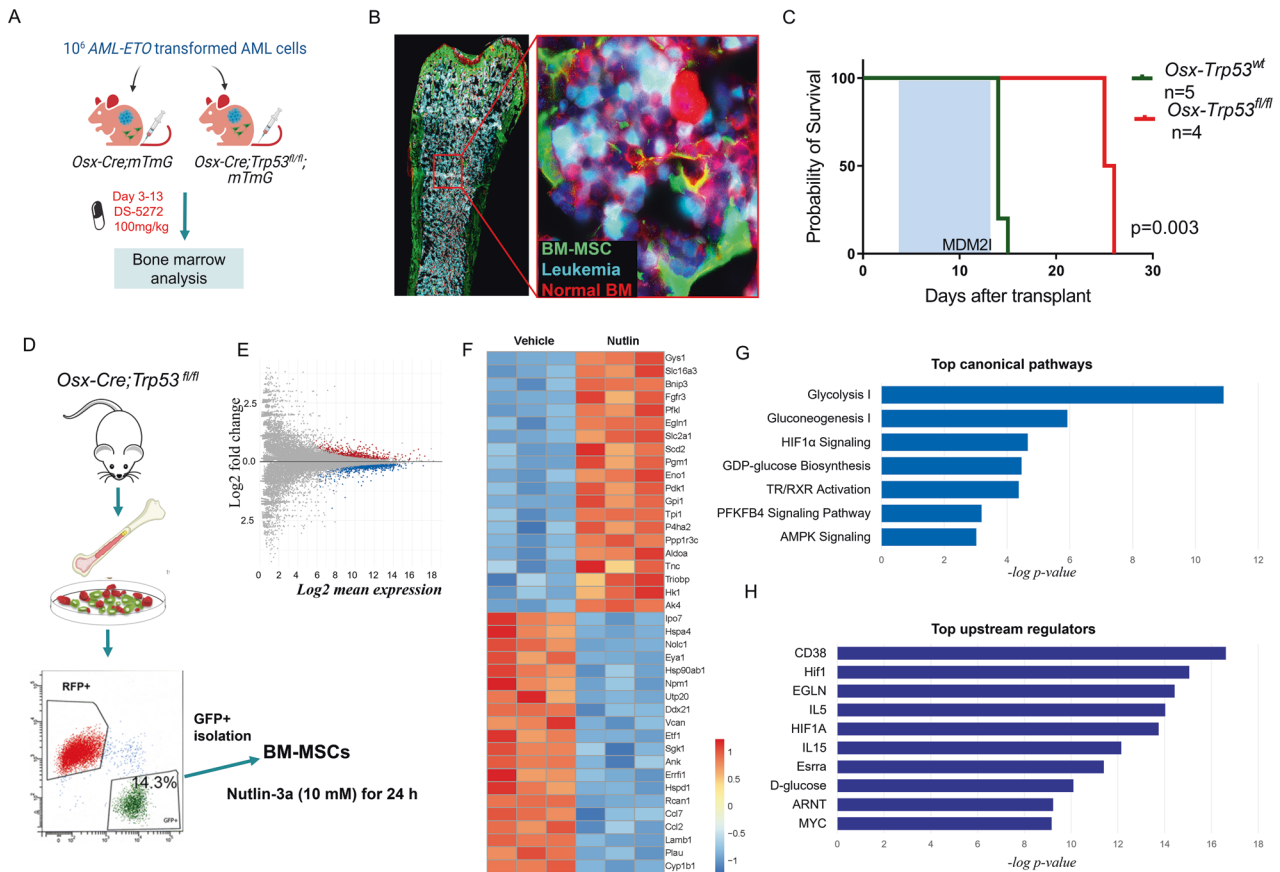 A
10⁶ AML-ETO transformed AML cells
Osx-Cre;mTmG
Osx-Cre;Trp53fl/fl;
mTmG
Day 3-13
DS-5272
100mg/kg
Bone marrow
analysis
B
BM-MSC
Leukemia
Normal BM
C
Probability of Survival
100
50
0
MDM2I
0 10 20 30
Days after transplant
Osx-Trp53wt
n=5
Osx-Trp53fl/fl
n=4
p=0.003
D
Osx-Cre;Trp53 fl/fl
RFP+
14.3%
GFP+
GFP+
isolation
BM-MSCs
Nutlin-3a (10 mM) for 24 h
E
Log2 fold change
2.5
0.0
2.5
0 2 4 6 8 10 12 14 16 18
Log2 mean expression
F
Vehicle Nutlin
Gys1
Slc16a3
Bnip3
Fgfr3
Pfkl
Egln1
Slc2a1
Scd2
Pgm1
Eno1
Pdk1
Gpi1
Tpi1
P4ha2
Ppp1r3c
Aldoa
Tnc
Triobp
Hk1
Ak4
Ipo7
Hspa4
Nolc1
Eya1
Hsp90ab1
Npm1
Utp20
Ddx21
Vcan
Etf1
Sgk1
Ank
Errfi1
Hspd1
Rcan1
Ccl7
Ccl2
Lamb1
Plau
Cyp1b1
1
0.5
0
−0.5
−1
G
Top canonical pathways
Glycolysis I
Gluconeogenesis I
HIF1α Signaling
GDP-glucose Biosynthesis
TR/RXR Activation
PFKFB4 Signaling Pathway
AMPK Signaling
0 2 4 6 8 10 12
-log p-value
H
Top upstream regulators
CD38
Hif1
EGLN
IL5
HIF1A
IL15
Esrra
D-glucose
ARNT
MYC
0 2 4 6 8 10 12 14 16 18
-log p-value